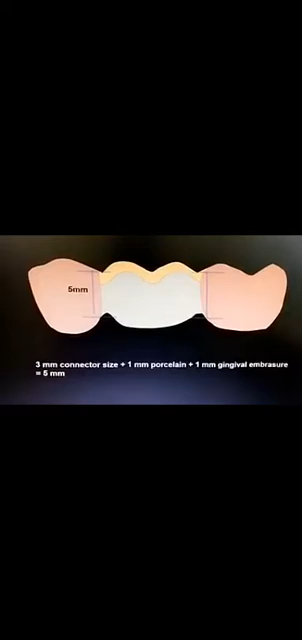 5mm
3 mm connector size + 1 mm porcelain + 1 mm gingival embrasure
= 5 mm